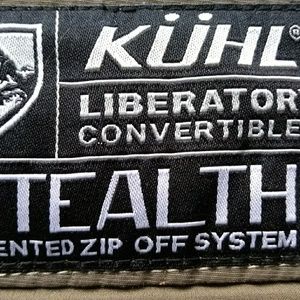 KÜHL®
LIBERATOR
CONVERTIBLE
TEALTH
ENTED ZIP OFF SYSTEM